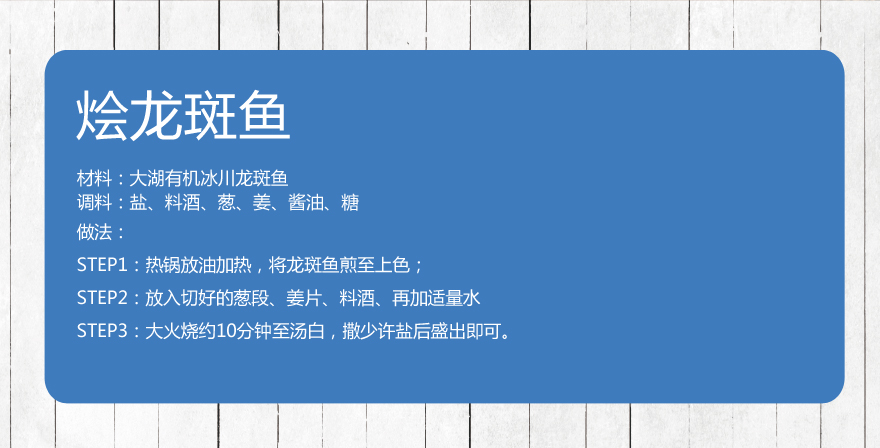 烩龙斑鱼
材料：大湖有机冰川龙斑鱼
调料：盐、料酒、葱、姜、酱油、糖
做法：
STEP1：热锅放油加热，将龙斑鱼煎至上色；
STEP2：放入切好的葱段、姜片、料酒、再加适量水
STEP3：大火烧约10分钟至汤白，撒少许盐后盛出即可。